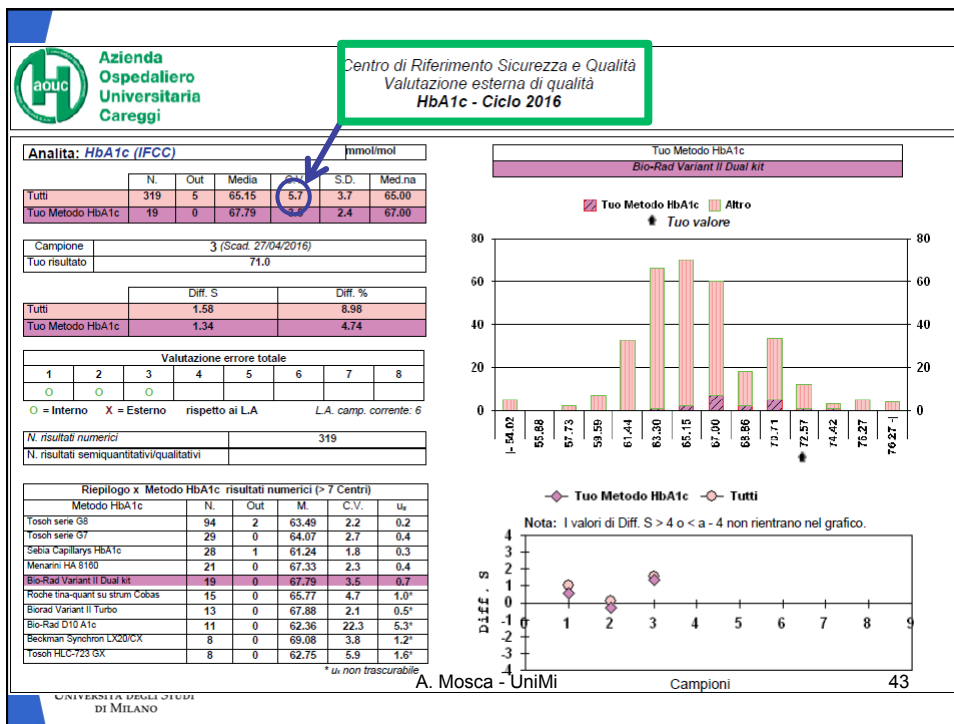 aouc
Azienda
Ospedaliero
Universitaria
Careggi
Centro di Riferimento Sicurezza e Qualità
Valutazione esterna di qualità
HbA1c - Ciclo 2016
Analita: HbA1c (IFCC) mmol/mol
N. Out Media C.V. S.D. Med.na
Tutti 319 5 65.15 5.7 3.7 65.00
Tuo Metodo HbA1c 19 0 67.79 2.4 67.00
Campione 3 (Scad. 27/04/2016)
Tuo risultato 71.0
Diff. S Diff. %
Tutti 1.58 8.98
Tuo Metodo HbA1c 1.34 4.74
Valutazione errore totale
1 2 3 4 5 6 7 8
O O O
O = Interno X = Esterno rispetto ai L.A L.A. camp. corrente: 6
N. risultati numerici 319
N. risultati semiquantitativi/qualitativi
Riepilogo x Metodo HbA1c risultati numerici (> 7 Centri)
Metodo HbA1c N. Out M. C.V. ux
Tosoh serie G8 94 2 63.49 2.2 0.2
Tosoh serie G7 29 0 64.07 2.7 0.4
Sebia Capillarys HbA1c 28 1 61.24 1.8 0.3
Menarini HA 8160 21 0 67.33 2.3 0.4
Bio-Rad Variant II Dual kit 19 0 67.79 3.5 0.7
Roche tina-quant su strum Cobas 15 0 65.77 4.7 1.0*
Biorad Variant II Turbo 13 0 67.88 2.1 0.5*
Bio-Rad D10 A1c 11 0 62.36 22.3 5.3*
Beckman Synchron LX20/CX 8 0 69.08 3.8 1.2*
Tosoh HLC-723 GX 8 0 62.75 5.9 1.6*
* ux non trascurabile
Tuo Metodo HbA1c
Bio-Rad Variant II Dual kit
Tuo Metodo HbA1c Altro
Tuo valore
80 80
60 60
40 40
20 20
0 0
|- 54.02 55.88 57.73 59.59 61.44 63.30 65.15 67.00 68.86 70.71 72.57 74.42 76.27 76.27 -|
Tuo Metodo HbA1c Tutti
Nota: I valori di Diff. S > 4 o < a - 4 non rientrano nel grafico.
Diff. S
4
3
2
1
0
-1
-2
-3
-4
0 1 2 3 4 5 6 7 8 9
Campioni
A. Mosca - UniMi
43
UNIVERSITÀ DEGLI STUDI
DI MILANO